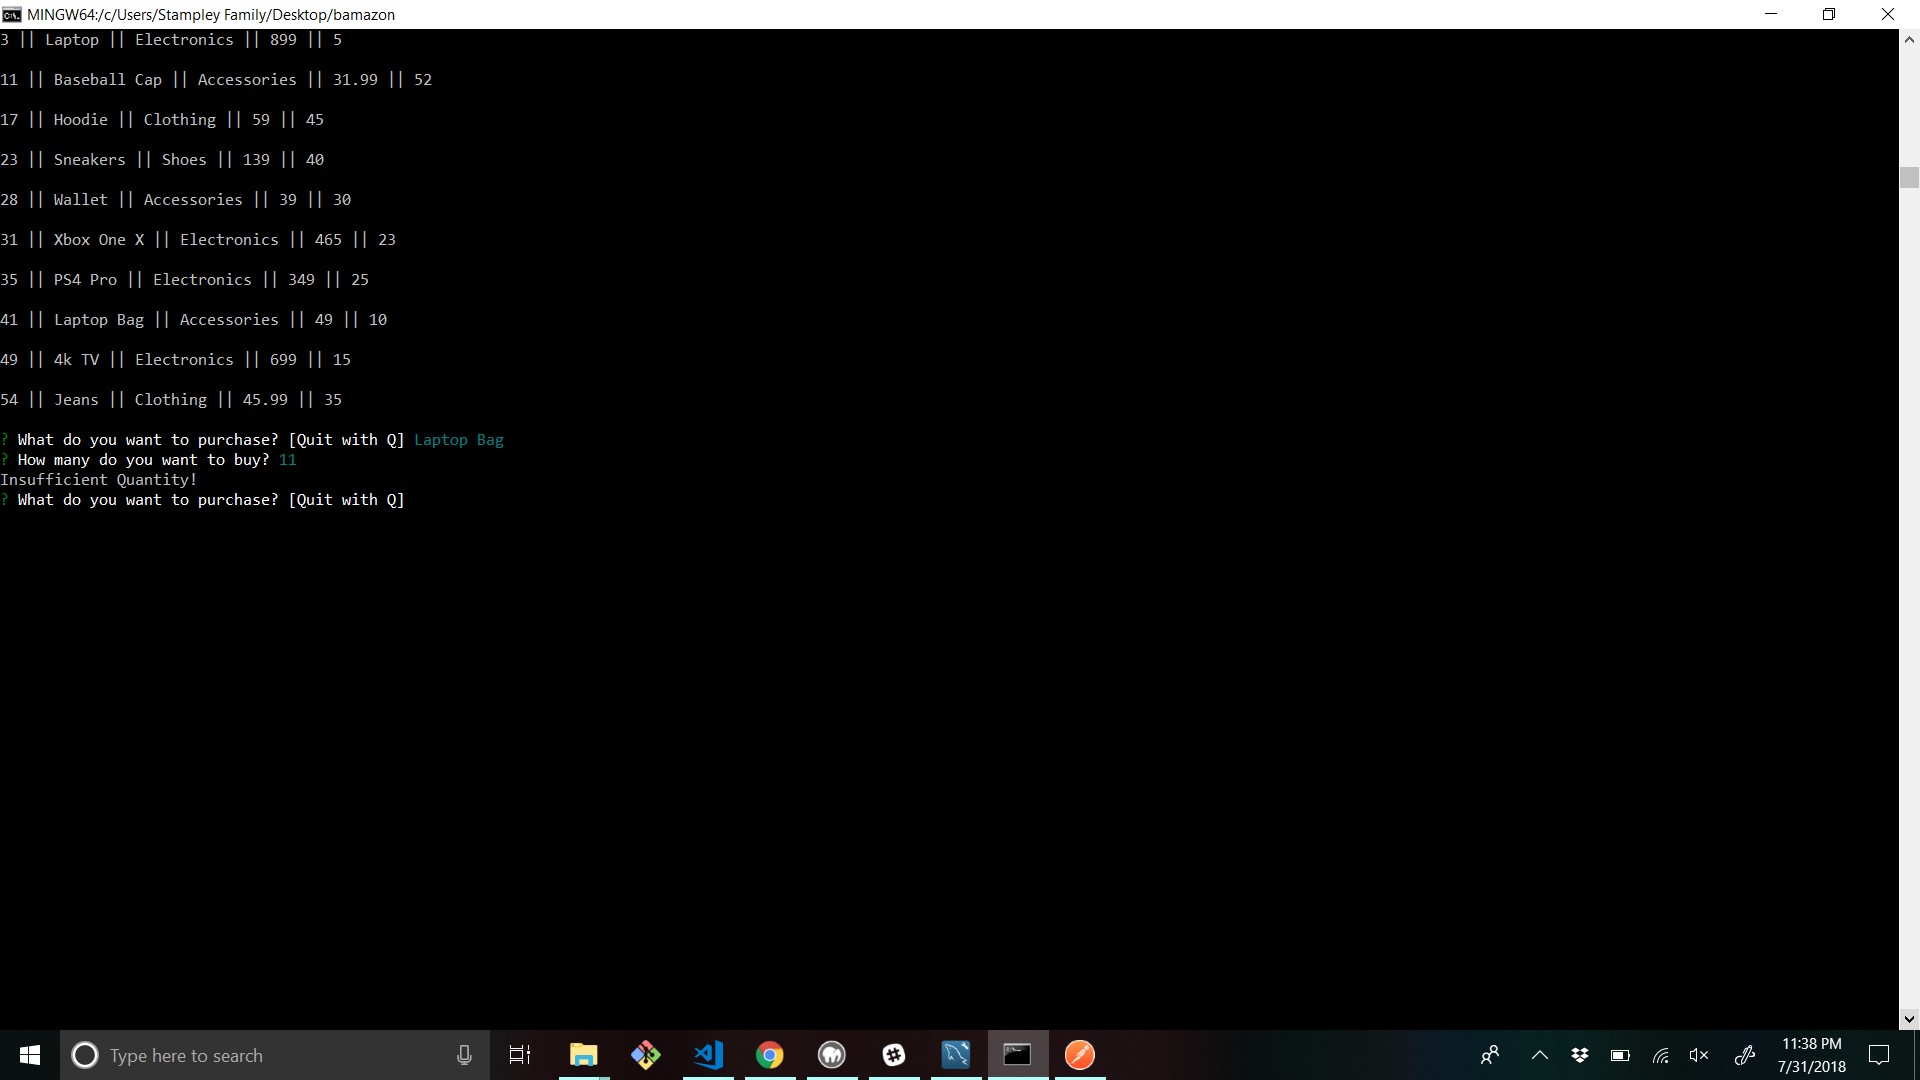 MINGW64:/c/Users/Stampley Family/Desktop/bamazon
3 || Laptop || Electronics || 899 || 5
11 || Baseball Cap || Accessories || 31.99 || 52
17 || Hoodie || Clothing || 59 || 45
23 || Sneakers || Shoes || 139 || 40
28 || Wallet || Accessories || 39 || 30
31 || Xbox One X || Electronics || 465 || 23
35 || PS4 Pro || Electronics || 349 || 25
41 || Laptop Bag || Accessories || 49 || 10
49 || 4k TV || Electronics || 699 || 15
54 || Jeans || Clothing || 45.99 || 35
? What do you want to purchase? [Quit with Q] Laptop Bag
? How many do you want to buy? 11
Insufficient Quantity!
? What do you want to purchase? [Quit with Q]
Type here to search
11:38 PM
7/31/2018